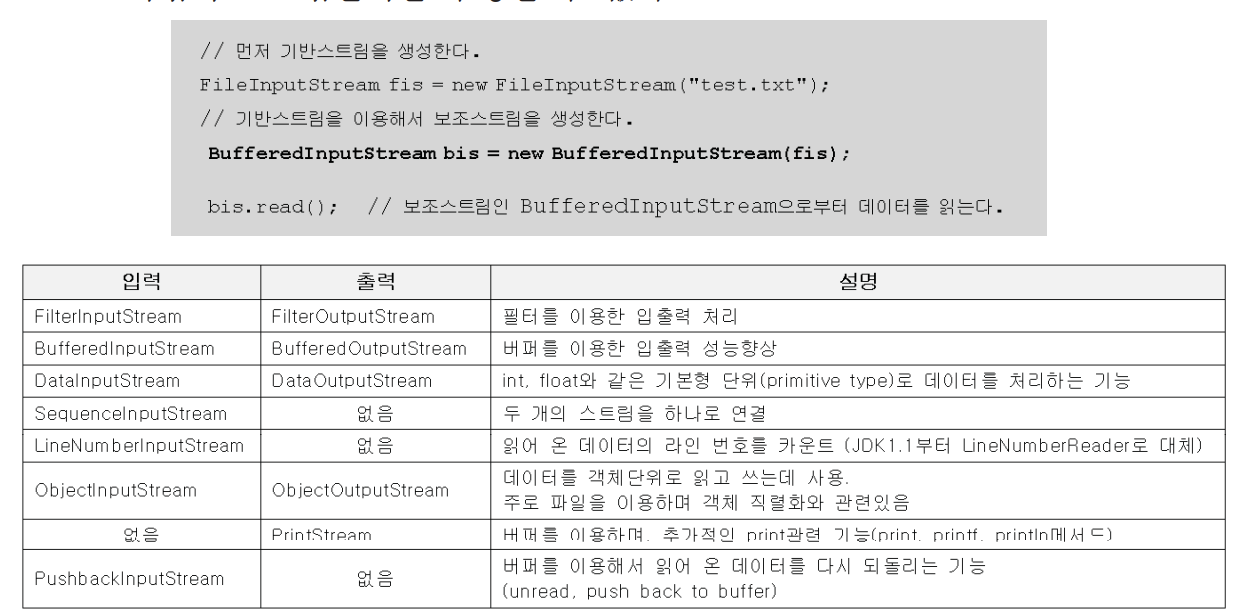 // 먼저 기반스트림을 생성한다.
FileInputStream fis = new FileInputStream("test.txt");
// 기반스트림을 이용해서 보조스트림을 생성한다.
BufferedInputStream bis = new BufferedInputStream(fis);
bis.read(); // 보조스트림인 BufferedInputStream으로부터 데이터를 읽는다.
입력 출력 설명
FilterInputStream FilterOutputStream 필터를 이용한 입출력 처리
BufferedInputStream BufferedOutputStream 버퍼를 이용한 입출력 성능향상
DataInputStream DataOutputStream int, float와 같은 기본형 단위(primitive type)로 데이터를 처리하는 기능
SequenceInputStream 없음 두 개의 스트림을 하나로 연결
LineNumberInputStream 없음 읽어 온 데이터의 라인 번호를 카운트 (JDK1.1부터 LineNumberReader로 대체)
ObjectInputStream ObjectOutputStream 데이터를 객체단위로 읽고 쓰는데 사용.
주로 파일을 이용하며 객체 직렬화와 관련있음
없음 PrintStream 버퍼를 이용하며, 추가적인 print관련 기능(print, printf, println메서드)
PushbackInputStream 없음 버퍼를 이용해서 읽어 온 데이터를 다시 되돌리는 기능
(unread, push back to buffer)